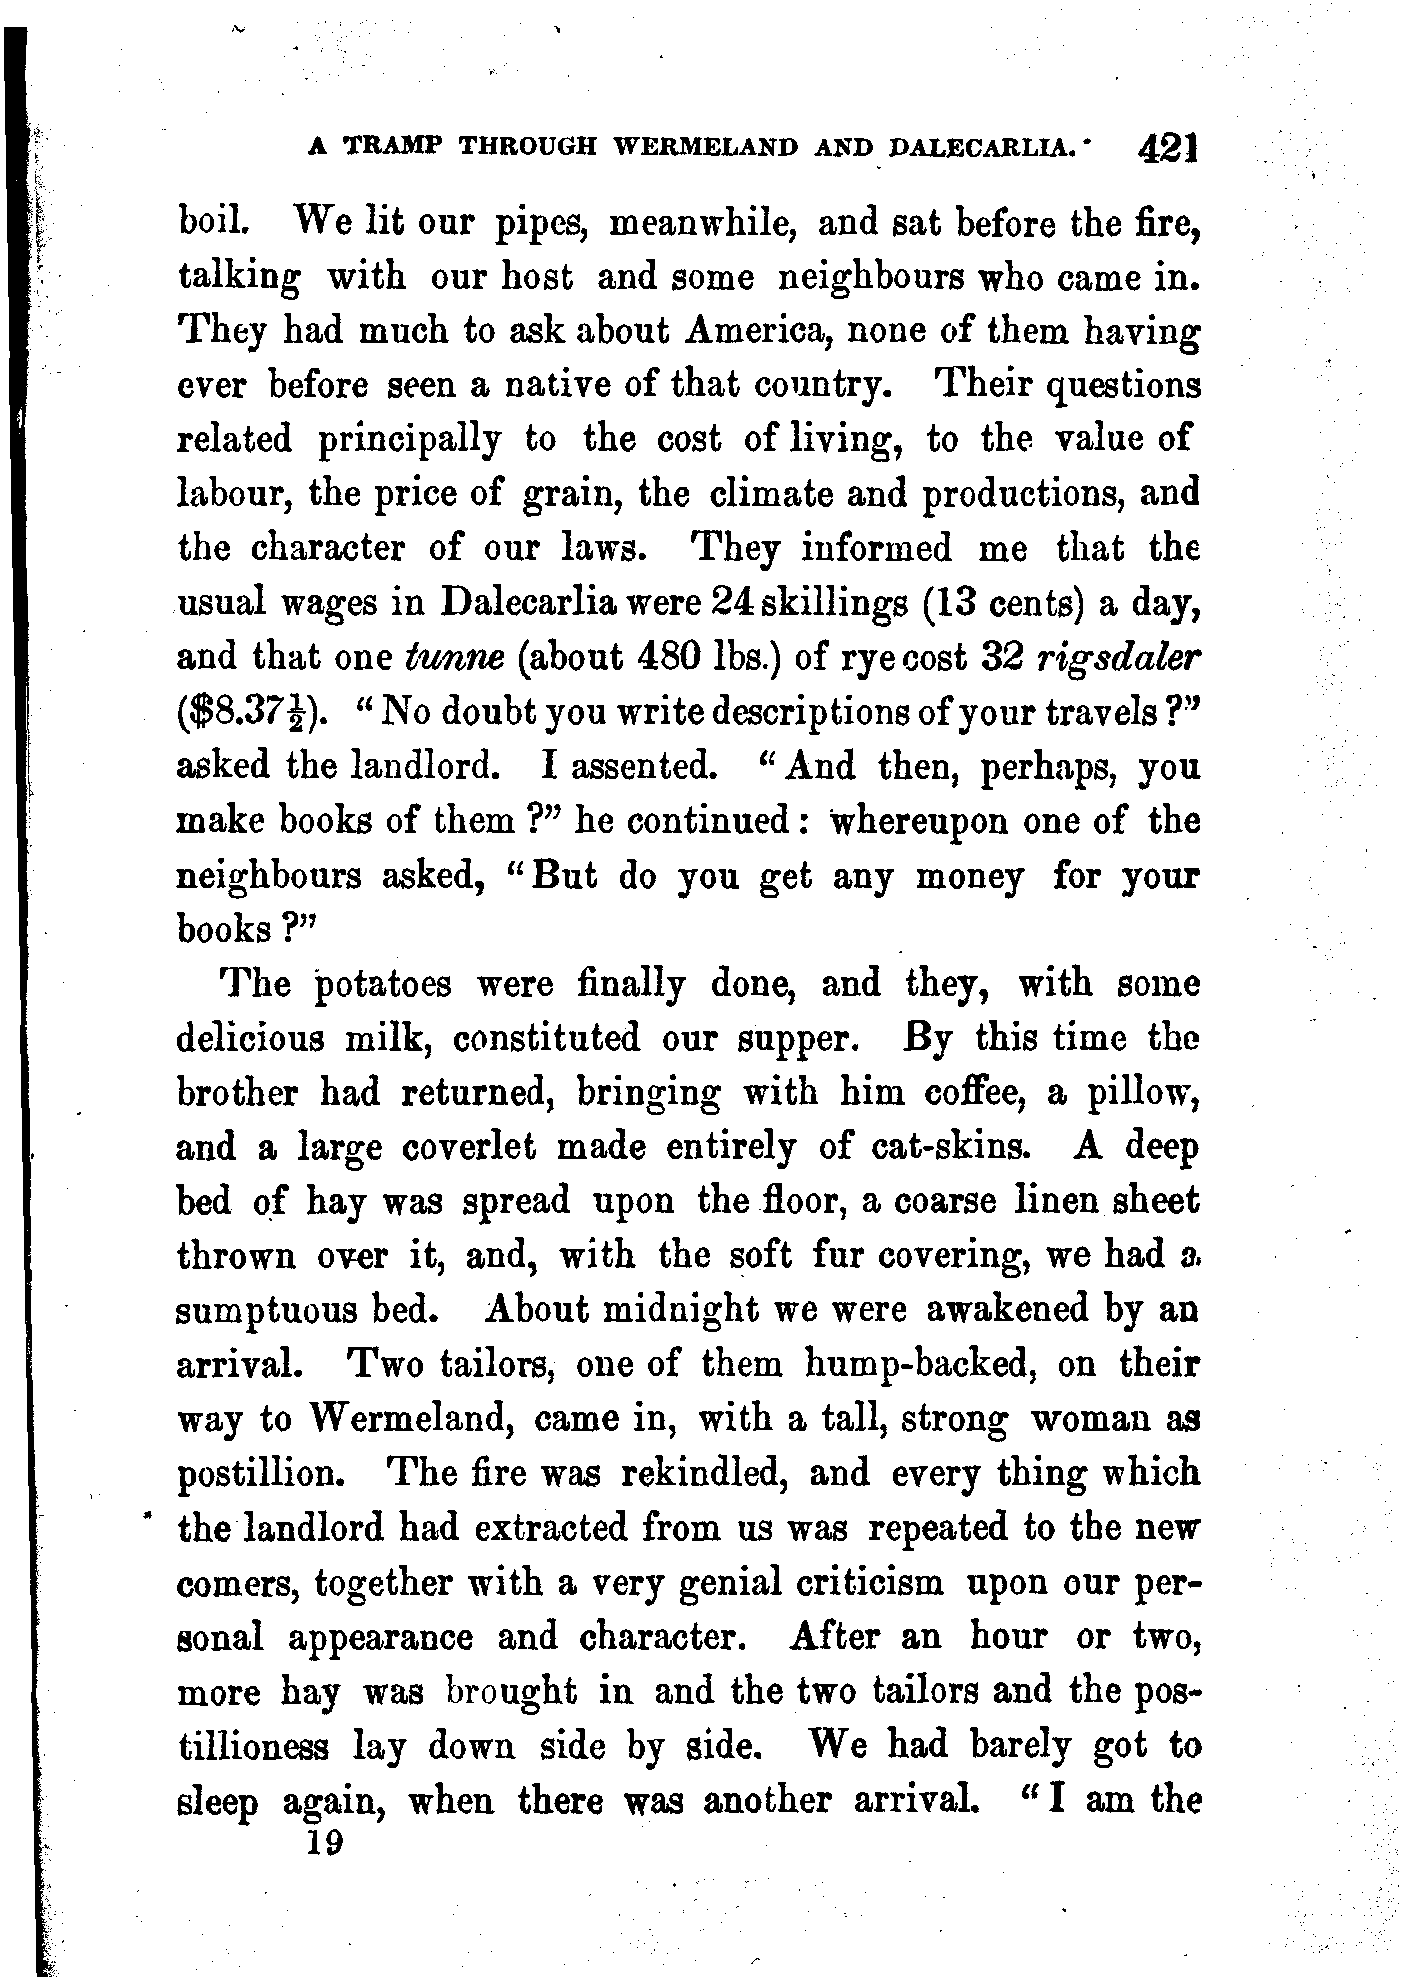 A TRAMP THROUGH WERMELAND AND DALECARLIA. 421
boil. We lit our pipes, meanwhile, and sat before the fire,
talking with our host and some neighbours who came in.
They had much to ask about America, none of them having
ever before seen a native of that country. Their questions
related principally to the cost of living, to the value of
labour, the price of grain, the climate and productions, and
the character of our laws. They informed me that the
usual wages in Dalecarlia were 24 skillings (13 cents) a day,
and that one tunne (about 480 lbs.) of rye cost 32 rigsdaler
($8.37½). "No doubt you write descriptions of your travels?"
asked the landlord. I assented. "And then, perhaps, you
make books of them?" he continued: whereupon one of the
neighbours asked, "But do you get any money for your
books?"
The potatoes were finally done, and they, with some
delicious milk, constituted our supper. By this time the
brother had returned, bringing with him coffee, a pillow,
and a large coverlet made entirely of cat-skins. A deep
bed of hay was spread upon the floor, a coarse linen sheet
thrown over it, and, with the soft fur covering, we had a
sumptuous bed. About midnight we were awakened by an
arrival. Two tailors, one of them hump-backed, on their
way to Wermeland, came in, with a tall, strong woman as
postillion. The fire was rekindled, and every thing which
the landlord had extracted from us was repeated to the new
comers, together with a very genial criticism upon our per-
sonal appearance and character. After an hour or two,
more hay was brought in and the two tailors and the pos-
tillioness lay down side by side. We had barely got to
sleep again, when there was another arrival. "I am the
19